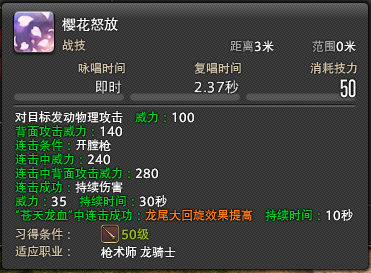 樱花怒放
战技 距离3米 范围0米
咏唱时间 复唱时间 消耗技力
即时 2.37秒 50
对目标发动物理攻击 威力：100
背面攻击威力：140
连击条件：开膛枪
连击中威力：240
连击中背面攻击威力：280
连击成功：持续伤害
威力：35 持续时间：30秒
“苍天龙血”中连击成功：龙尾大回旋效果提高 持续时间：10秒
习得条件： 50级
适应职业： 枪术师 龙骑士